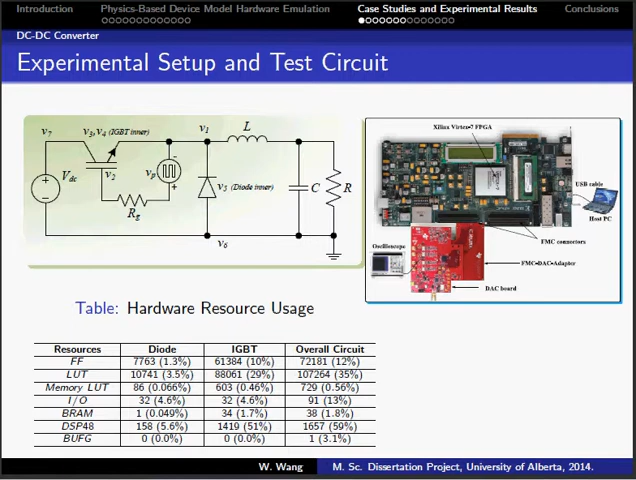 Introduction Physics-Based Device Model Hardware Emulation Case Studies and Experimental Results Conclusions
DC-DC Converter
Experimental Setup and Test Circuit
v7 v3,v4 (IGBT inner) v1 L
Vdc v2 vp v5 (Diode inner) C R
Rg
v6
Xilinx Virtex-7 FPGA
USB cable
Host PC
FMC connectors
Oscilloscope
FMC-DAC-Adapter
DAC board
Table: Hardware Resource Usage
Resources Diode IGBT Overall Circuit
FF 7763 (1.3%) 61384 (10%) 72181 (12%)
LUT 10741 (3.5%) 88061 (29%) 107264 (35%)
Memory LUT 86 (0.066%) 603 (0.46%) 729 (0.56%)
I/O 32 (4.6%) 32 (4.6%) 91 (13%)
BRAM 1 (0.049%) 34 (1.7%) 38 (1.8%)
DSP48 158 (5.6%) 1419 (51%) 1657 (59%)
BUFG 0 (0.0%) 0 (0.0%) 1 (3.1%)
W. Wang M. Sc. Dissertation Project, University of Alberta, 2014.